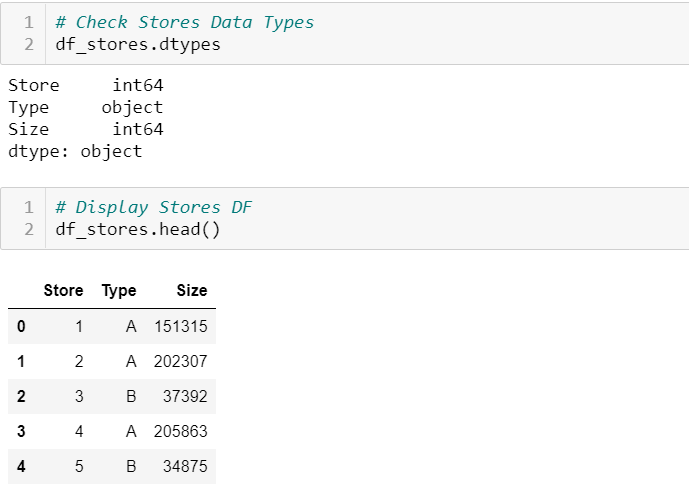 1 # Check Stores Data Types
2 df_stores.dtypes
Store int64
Type object
Size int64
dtype: object
1 # Display Stores DF
2 df_stores.head()
Store Type Size
0 1 A 151315
1 2 A 202307
2 3 B 37392
3 4 A 205863
4 5 B 34875